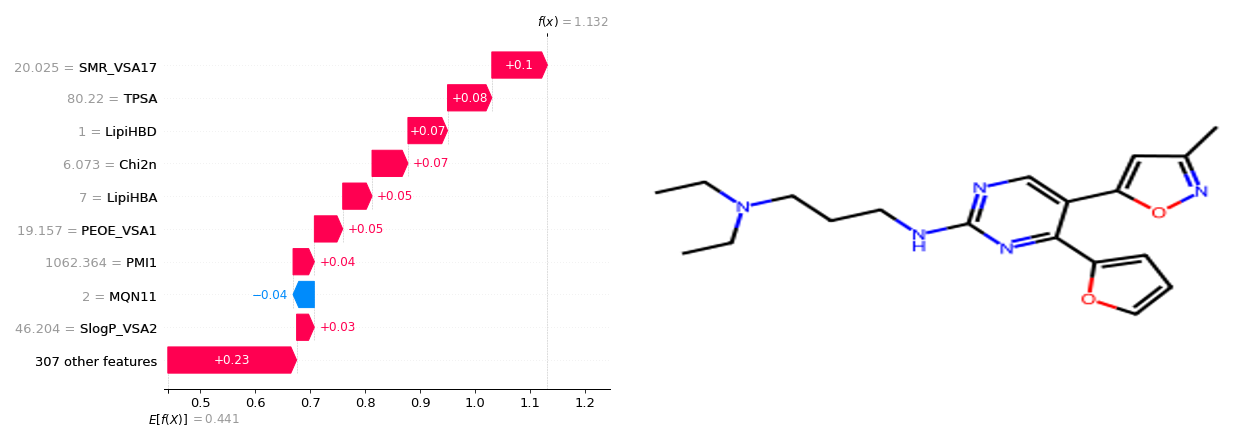 f(x) = 1.132
20.025 = SMR_VSA17
+0.1
80.22 = TPSA
+0.08
1 = LipiHBD
+0.07
6.073 = Chi2n
+0.07
7 = LipiHBA
+0.05
19.157 = PEOE_VSA1
+0.05
1062.364 = PMI1
+0.04
2 = MQN11
−0.04
46.204 = SlogP_VSA2
+0.03
307 other features
+0.23
0.5 0.6 0.7 0.8 0.9 1.0 1.1 1.2
E[f(X)] = 0.441
N
N
H
N
N
O
N
O